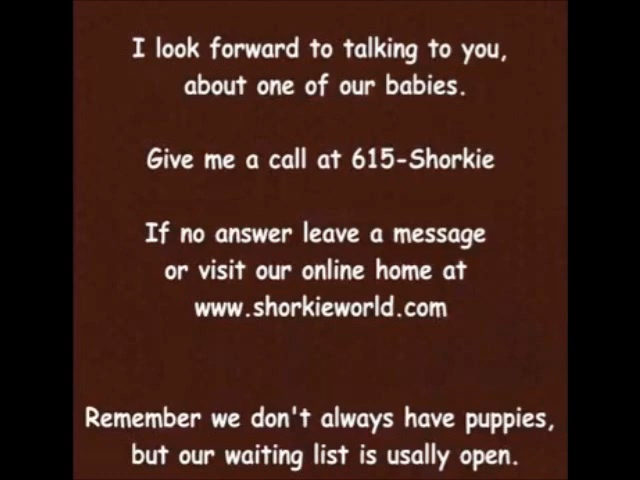 I look forward to talking to you,
about one of our babies.
Give me a call at 615-Shorkie
If no answer leave a message
or visit our online home at
www.shorkieworld.com
Remember we don't always have puppies,
but our waiting list is usally open.